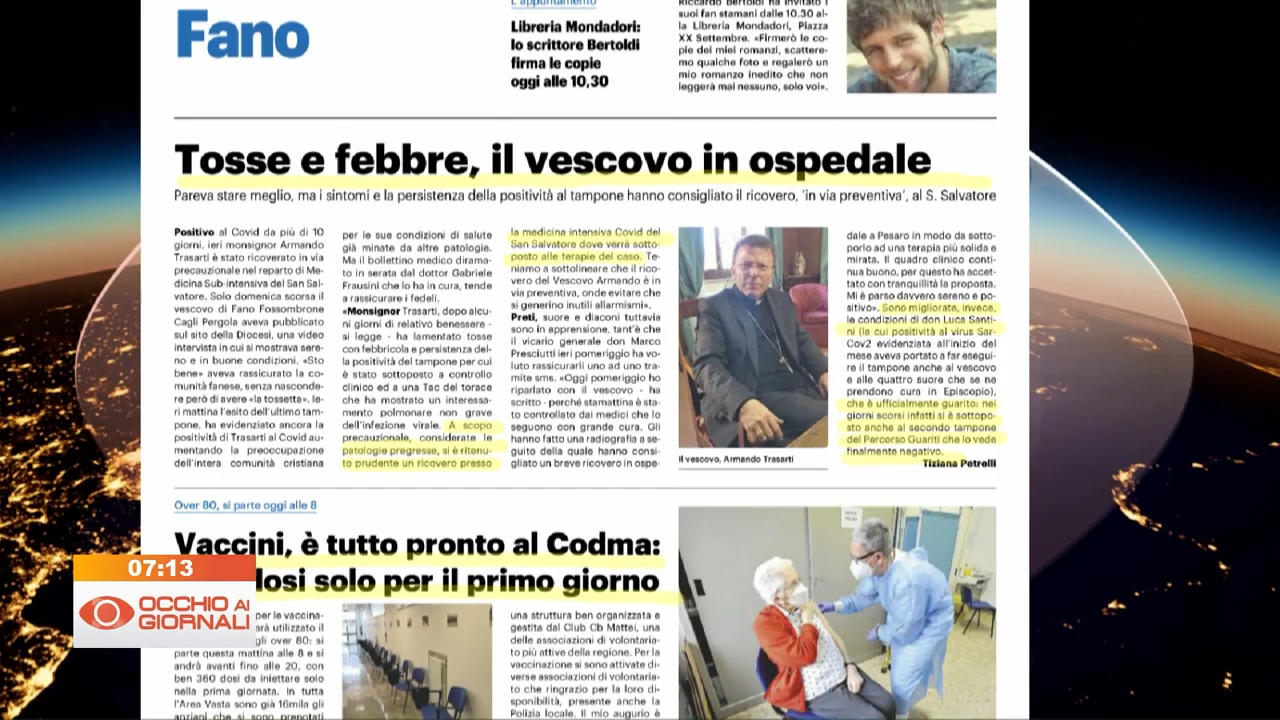 Fano
L'appuntamento
Libreria Mondadori:
lo scrittore Bertoldi
firma le copie
oggi alle 10,30
Riccardo Bertoldi ha invitato i
suoi fan stamani dalle 10.30 al-
la Libreria Mondadori, Piazza
XX Settembre. «Firmerò le co-
pie dei miei romanzi, scattere-
mo qualche foto e regalerò un
mio romanzo inedito che non
leggerà mai nessuno, solo voi».
Tosse e febbre, il vescovo in ospedale
Pareva stare meglio, ma i sintomi e la persistenza della positività al tampone hanno consigliato il ricovero, 'in via preventiva', al S. Salvatore
Positivo al Covid da più di 10
giorni, ieri monsignor Armando
Trasarti è stato ricoverato in via
precauzionale nel reparto di Me-
dicina Sub-intensiva del San Sal-
vatore. Solo domenica scorsa il
vescovo di Fano Fossombrone
Cagli Pergola aveva pubblicato
sul sito della Diocesi, una video
intervista in cui si mostrava sere-
no e in buone condizioni. «Sto
bene» aveva rassicurato la co-
munità fanese, senza nasconde-
re però di avere «la tossetta». Ie-
ri mattina l'esito dell'ultimo tam-
pone, ha evidenziato ancora la
positività di Trasarti al Covid au-
mentando la preoccupazione
dell'intera comunità cristiana
per le sue condizioni di salute
già minate da altre patologie.
Ma il bollettino medico dirama-
to in serata dal dottor Gabriele
Frausini che lo ha in cura, tende
a rassicurare i fedeli.
«Monsignor Trasarti, dopo alcu-
ni giorni di relativo benessere -
si legge - ha lamentato tosse
con febbricola e persistenza del-
la positività del tampone per cui
è stato sottoposto a controllo
clinico ed a una Tac del torace
che ha mostrato un interessa-
mento polmonare non grave
dell'infezione virale. A scopo
precauzionale, considerate le
patologie pregresse, si è ritenu-
to prudente un ricovero presso
la medicina intensiva Covid del
San Salvatore dove verrà sotto-
posto alle terapie del caso. Te-
niamo a sottolineare che il rico-
vero del Vescovo Armando è in
via preventiva, onde evitare che
si generino inutili allarmismi».
Preti, suore e diaconi tuttavia
sono in apprensione, tant'è che
il vicario generale don Marco
Presciutti ieri pomeriggio ha vo-
luto rassicurarli uno ad uno tra-
mite sms. «Oggi pomeriggio ho
riparlato con il vescovo - ha
scritto - perché stamattina è sta-
to controllato dai medici che lo
seguono con grande cura. Gli
hanno fatto una radiografia a se-
guito della quale hanno consi-
gliato un breve ricovero in ospe-
Il vescovo, Armando Trasarti
dale a Pesaro in modo da sotto-
porlo ad una terapia più solida e
mirata. Il quadro clinico conti-
nua buono, per questo ha accet-
tato con tranquillità la proposta.
Mi è parso davvero sereno e po-
sitivo». Sono migliorate, invece,
le condizioni di don Luca Santi-
ni (la cui positività al virus Sar-
Cov2 evidenziata all'inizio del
mese aveva portato a far esegui-
re il tampone anche al vescovo
e alle quattro suore che se ne
prendono cura in Episcopio),
che è ufficialmente guarito: nei
giorni scorsi infatti si è sottopo-
sto anche al secondo tampone
del Percorso Guariti che lo vede
finalmente negativo.
Tiziana Petrelli
Over 80, si parte oggi alle 8
Vaccini, è tutto pronto al Codma:
dosi solo per il primo giorno
per le vaccina-
arà utilizzato il
gli over 80: si
parte questa mattina alle 8 e si
andrà avanti fino alle 20, con
ben 360 dosi da iniettare solo
nella prima giornata. In tutta
l'Area Vasta sono già 16mila gli
anziani che si sono prenotati
una struttura ben organizzata e
gestita dal Club Cb Mattei, una
delle associazioni di volontaria-
to più attive della regione. Per la
vaccinazione si sono attivate di-
verse associazioni di volontaria-
to che ringrazio per la loro di-
sponibilità, presente anche la
Polizia locale. Il mio augurio è
07:13
OCCHIO AI
GIORNALI